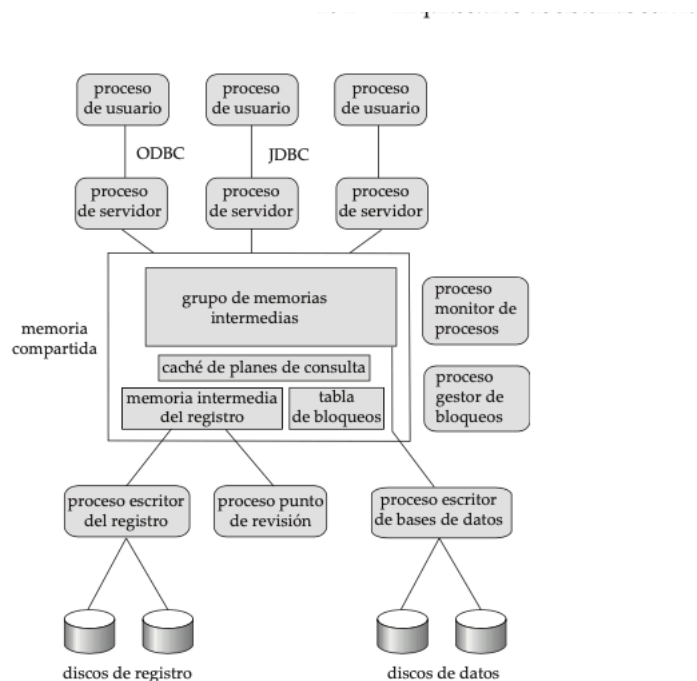 proceso proceso proceso
de usuario de usuario de usuario
ODBC JDBC
proceso proceso proceso
de servidor de servidor de servidor
grupo de memorias
intermedias
proceso
monitor de
procesos
memoria
compartida
caché de planes de consulta
memoria intermedia
del registro
tabla
de bloqueos
proceso
gestor de
bloqueos
proceso escritor
del registro
proceso punto
de revisión
proceso escritor
de bases de datos
discos de registro
discos de datos